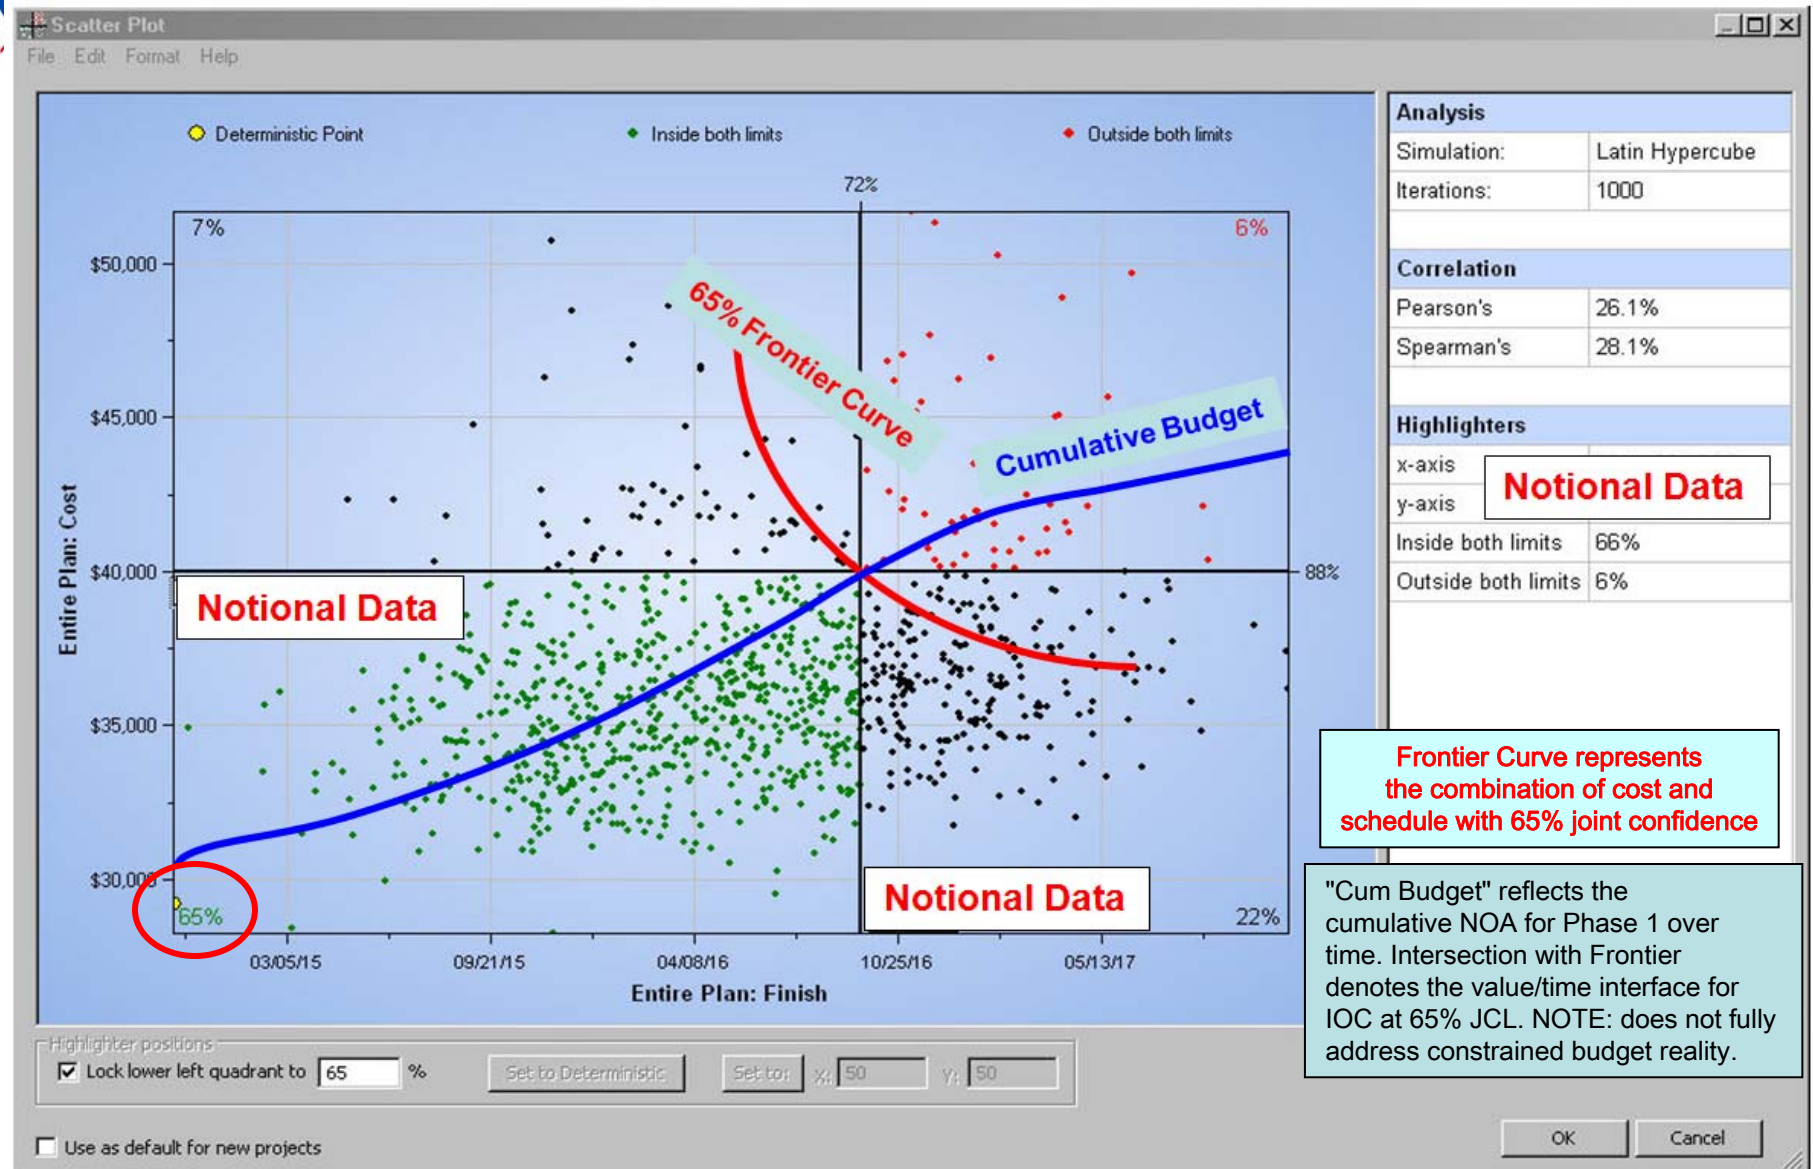 Scatter Plot
File Edit Format Help
Deterministic Point
Inside both limits
Outside both limits
72%
7%
6%
$50,000
$45,000
$40,000
$35,000
$30,000
88%
65% Frontier Curve
Cumulative Budget
Notional Data
Notional Data
65%
22%
03/05/15
09/21/15
04/08/16
10/25/16
05/13/17
Entire Plan: Cost
Entire Plan: Finish
Analysis
Simulation: Latin Hypercube
Iterations: 1000
Correlation
Pearson's 26.1%
Spearman's 28.1%
Highlighters
x-axis
y-axis
Notional Data
Inside both limits 66%
Outside both limits 6%
Frontier Curve represents
the combination of cost and
schedule with 65% joint confidence
"Cum Budget" reflects the
cumulative NOA for Phase 1 over
time. Intersection with Frontier
denotes the value/time interface for
IOC at 65% JCL. NOTE: does not fully
address constrained budget reality.
Highlighter positions
Lock lower left quadrant to 65 %
Set to Deterministic
Set to: X: 50 Y: 50
Use as default for new projects
OK
Cancel